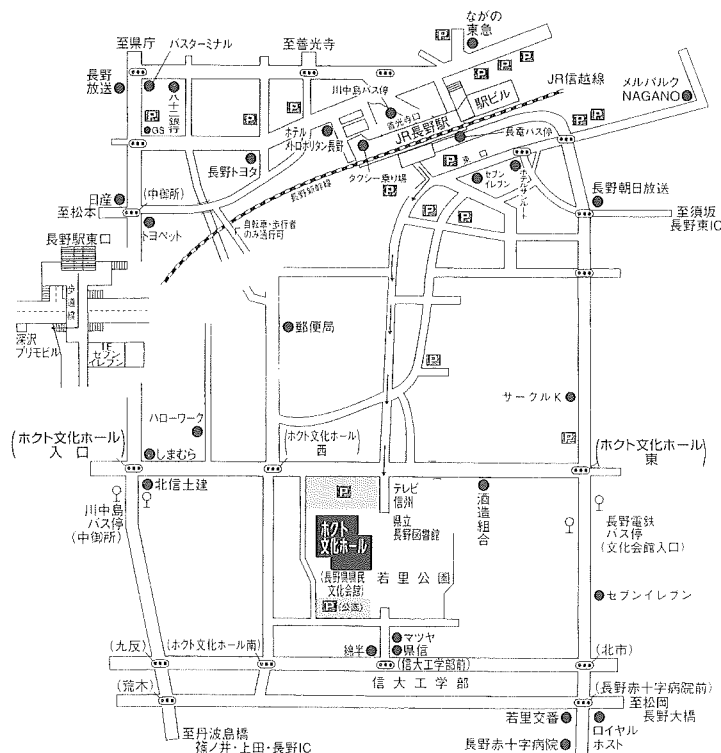 ながの
東急
至県庁
バスターミナル
至善光寺
長野
放送
八十二銀行
GS
P
川中島バス停
善光寺口
JR長野駅
駅ビル
JR信越線
メルパルク
NAGANO
ホテル
メトロポリタン長野
長電バス停
東口
長野トヨタ
タクシー乗り場
セブン
イレブン
ホテルサンルート
長野朝日放送
日産
(中御所)
至松本
トヨペット
長野新幹線
自転車・歩行者
のみ通行可
至須坂
長野東IC
長野駅東口
歩道橋
深沢
プリモビル
1F
セブン
イレブン
郵便局
サークルK
ハローワーク
(ホクト文化ホール
入口)
しまむら
(ホクト文化ホール
西)
(ホクト文化ホール
東)
北信土建
川中島
バス停
(中御所)
P
テレビ
信州
県立
長野図書館
酒造組合
長野電鉄
バス停
(文化会館入口)
ホクト
文化ホール
(長野県県民
文化会館)
若里公園
P(公園)
セブンイレブン
マツヤ
県信
綿半
(九反)
(ホクト文化ホール南)
(信大工学部前)
(北市)
信大工学部
(荒木)
(長野赤十字病院前)
至松岡
長野大橋
若里交番
ロイヤル
ホスト
長野赤十字病院
至丹波島橋
篠ノ井・上田・長野IC